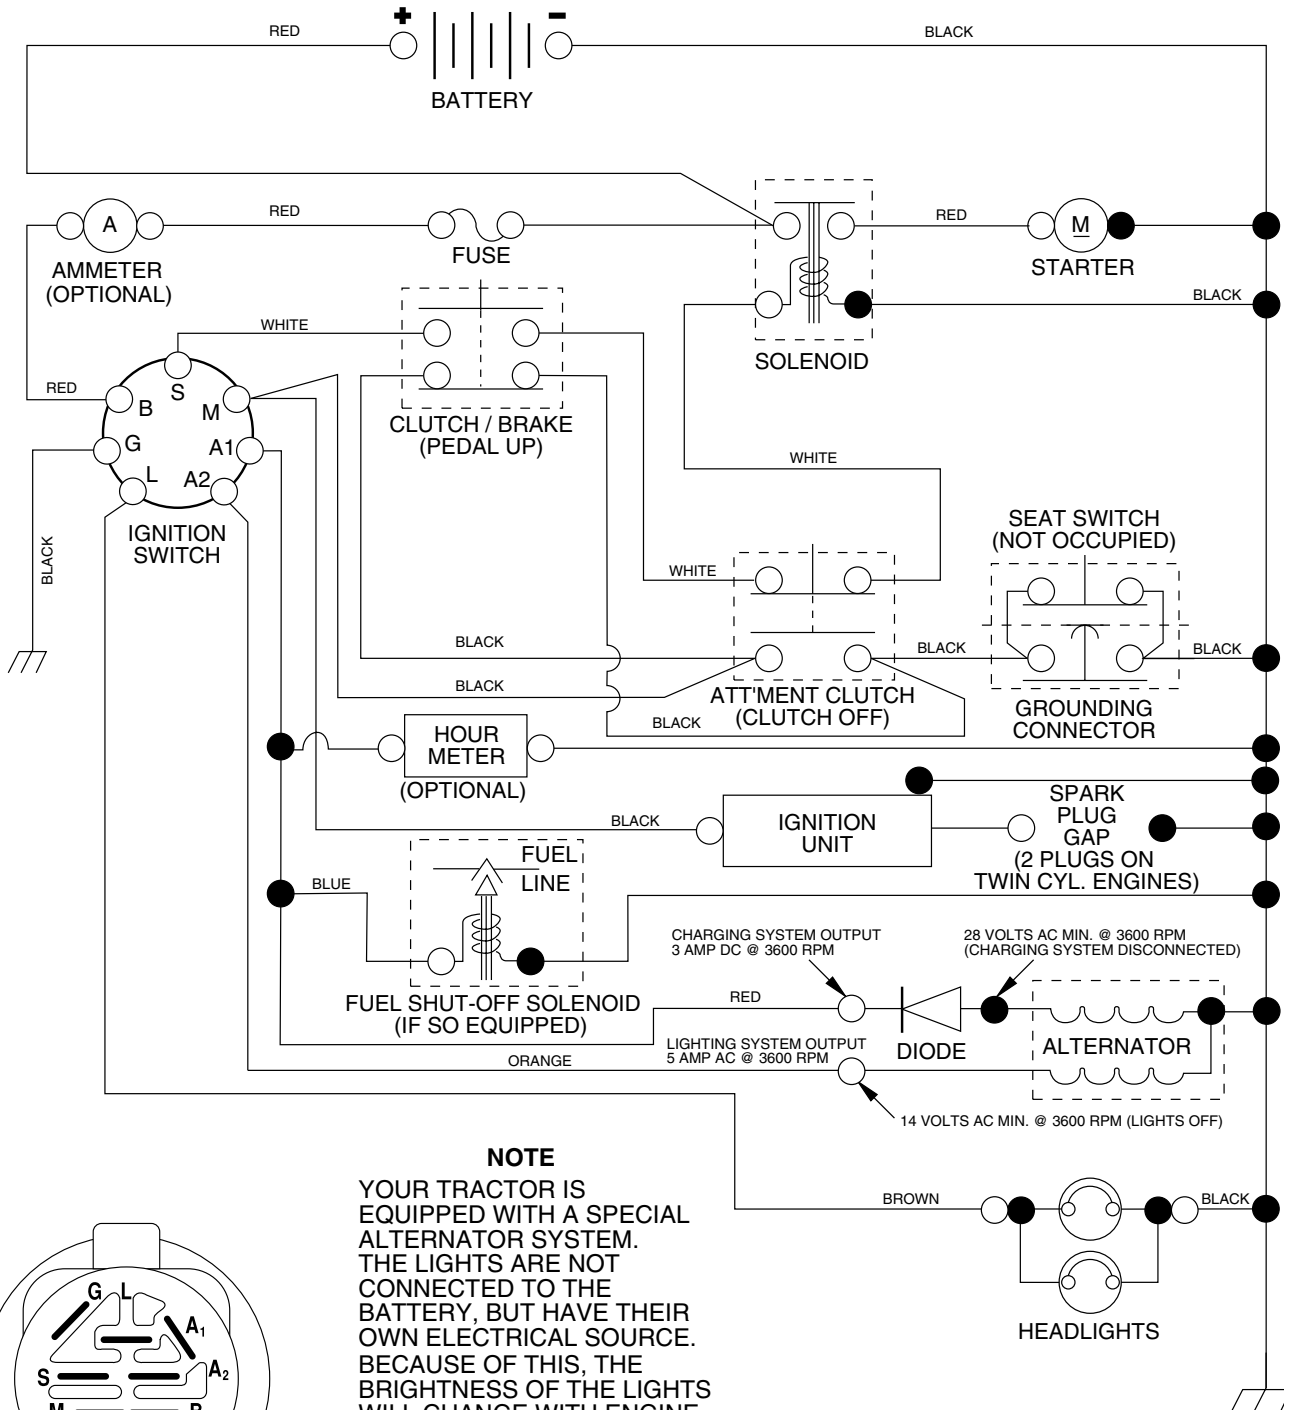 + −
RED
BLACK
BATTERY
A
RED
FUSE
RED
M
STARTER
AMMETER
(OPTIONAL)
BLACK
SOLENOID
WHITE
RED
S
B
M
G
A1
L
A2
CLUTCH / BRAKE
(PEDAL UP)
IGNITION
SWITCH
BLACK
WHITE
SEAT SWITCH
(NOT OCCUPIED)
WHITE
BLACK
BLACK
BLACK
BLACK
ATT'MENT CLUTCH
(CLUTCH OFF)
BLACK
GROUNDING
CONNECTOR
HOUR
METER
(OPTIONAL)
BLACK
IGNITION
UNIT
SPARK
PLUG
GAP
(2 PLUGS ON
TWIN CYL. ENGINES)
FUEL
LINE
BLUE
FUEL SHUT-OFF SOLENOID
(IF SO EQUIPPED)
CHARGING SYSTEM OUTPUT
3 AMP DC @ 3600 RPM
28 VOLTS AC MIN. @ 3600 RPM
(CHARGING SYSTEM DISCONNECTED)
RED
DIODE
ALTERNATOR
LIGHTING SYSTEM OUTPUT
5 AMP AC @ 3600 RPM
ORANGE
14 VOLTS AC MIN. @ 3600 RPM (LIGHTS OFF)
BROWN
BLACK
HEADLIGHTS
NOTE
YOUR TRACTOR IS
EQUIPPED WITH A SPECIAL
ALTERNATOR SYSTEM.
THE LIGHTS ARE NOT
CONNECTED TO THE
BATTERY, BUT HAVE THEIR
OWN ELECTRICAL SOURCE.
BECAUSE OF THIS, THE
BRIGHTNESS OF THE LIGHTS
WILL CHANGE WITH ENGINE
G L
A1
A2
S
M B